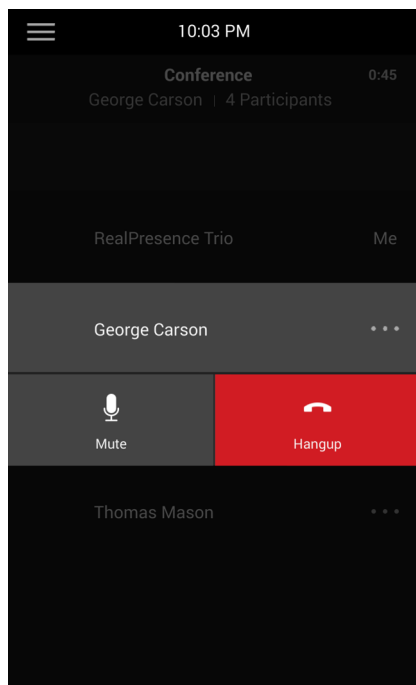 10:03 PM
Conference 0:45
George Carson | 4 Participants
RealPresence Trio Me
George Carson
Mute Hangup
Thomas Mason